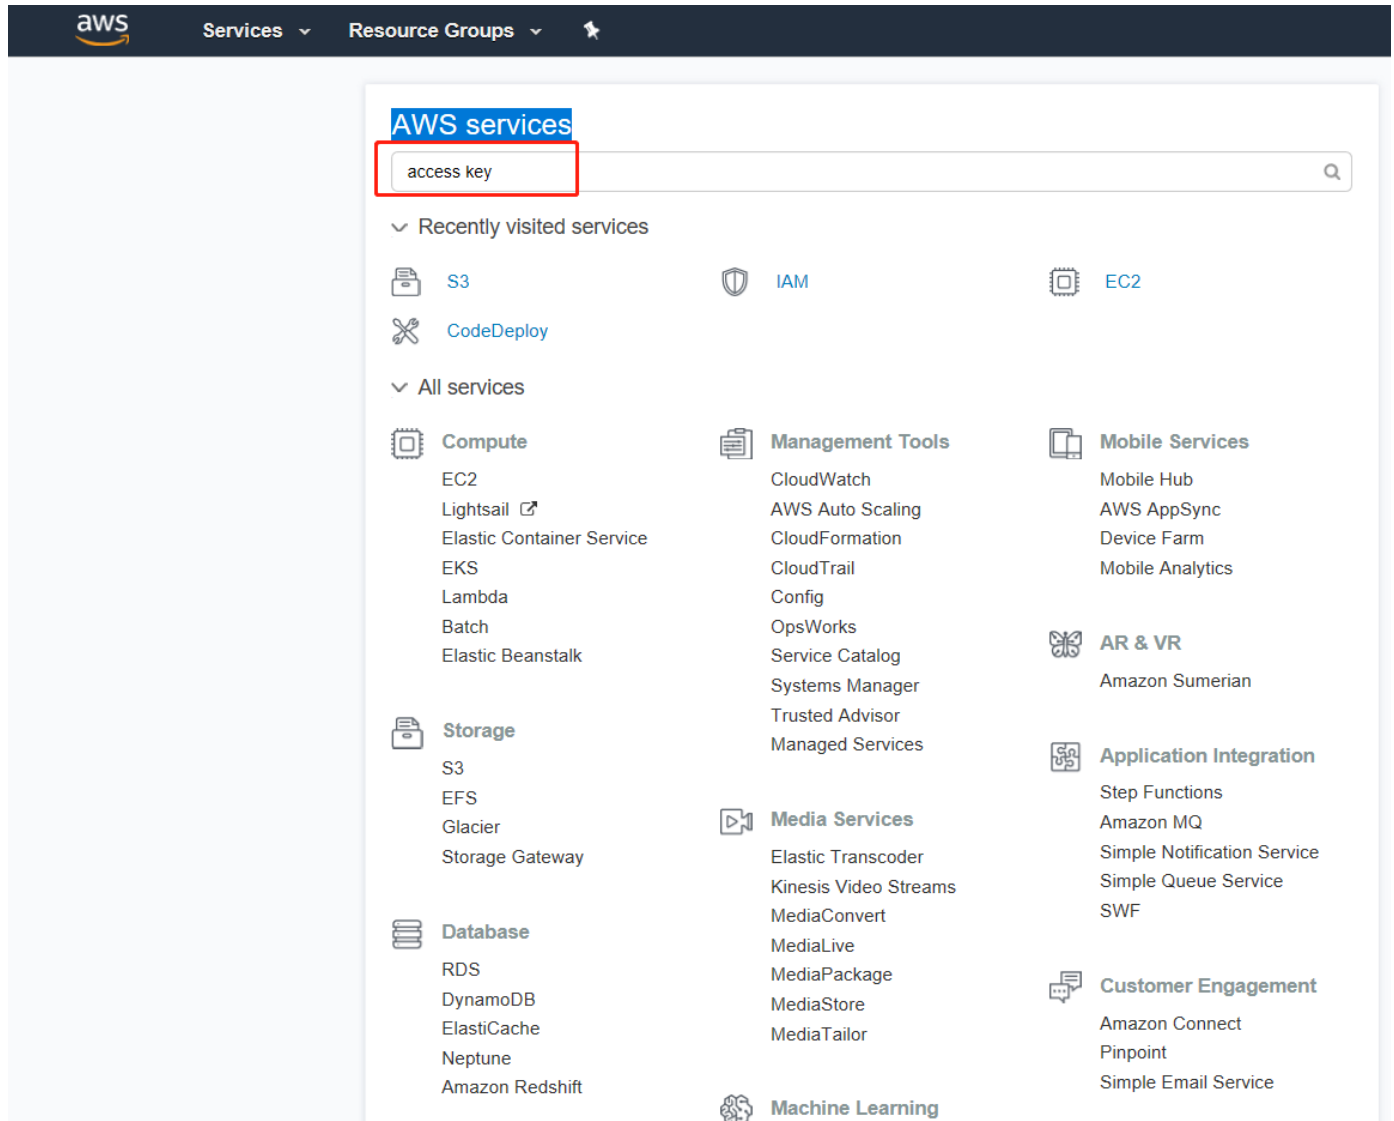 aws Services Resource Groups
AWS services
access key
Recently visited services
S3 IAM EC2
CodeDeploy
All services
Compute
EC2
Lightsail
Elastic Container Service
EKS
Lambda
Batch
Elastic Beanstalk
Storage
S3
EFS
Glacier
Storage Gateway
Database
RDS
DynamoDB
ElastiCache
Neptune
Amazon Redshift
Management Tools
CloudWatch
AWS Auto Scaling
CloudFormation
CloudTrail
Config
OpsWorks
Service Catalog
Systems Manager
Trusted Advisor
Managed Services
Media Services
Elastic Transcoder
Kinesis Video Streams
MediaConvert
MediaLive
MediaPackage
MediaStore
MediaTailor
Machine Learning
Mobile Services
Mobile Hub
AWS AppSync
Device Farm
Mobile Analytics
AR & VR
Amazon Sumerian
Application Integration
Step Functions
Amazon MQ
Simple Notification Service
Simple Queue Service
SWF
Customer Engagement
Amazon Connect
Pinpoint
Simple Email Service